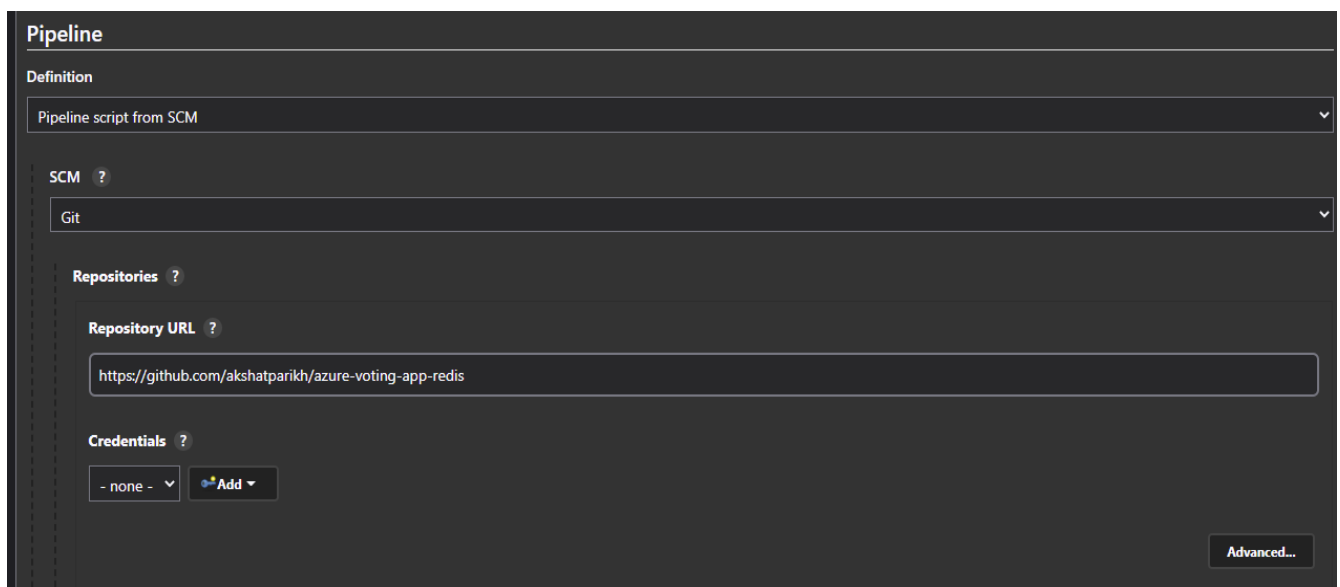 Pipeline
Definition
Pipeline script from SCM
SCM ?
Git
Repositories ?
Repository URL ?
https://github.com/akshatparikh/azure-voting-app-redis
Credentials ?
- none - Add
Advanced...